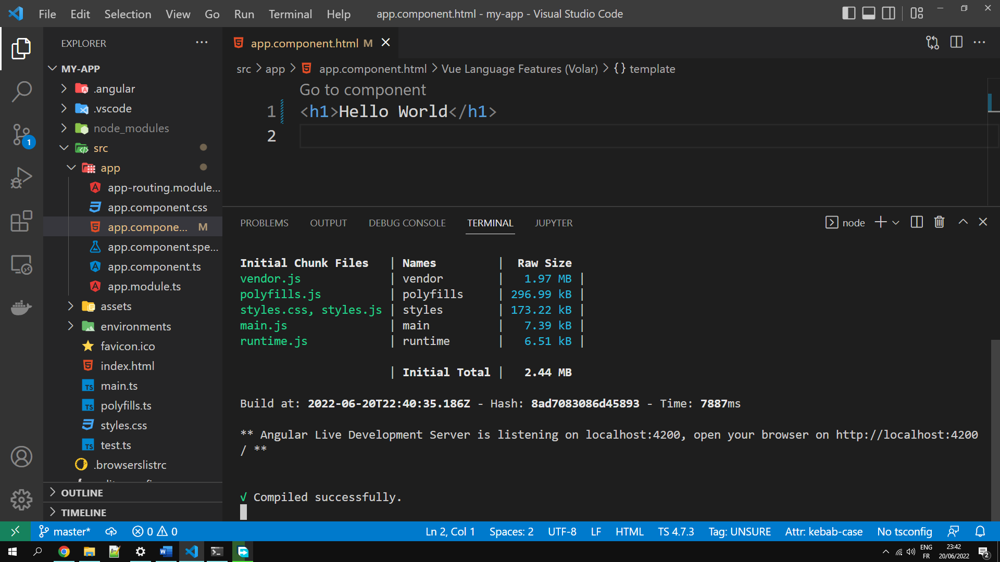 File Edit Selection View Go Run Terminal Help app.component.html - my-app - Visual Studio Code
EXPLORER
MY-APP
.angular
.vscode
node_modules
src
app
app-routing.module...
app.component.css
app.compone... M
app.component.spe...
app.component.ts
app.module.ts
assets
environments
favicon.ico
index.html
main.ts
polyfills.ts
styles.css
test.ts
.browserslistrc
OUTLINE
TIMELINE
1
app.component.html M
src > app > app.component.html > Vue Language Features (Volar) > {} template
Go to component
1 <h1>Hello World</h1>
2
PROBLEMS OUTPUT DEBUG CONSOLE TERMINAL JUPYTER node
Initial Chunk Files | Names | Raw Size
vendor.js | vendor | 1.97 MB |
polyfills.js | polyfills | 296.99 kB |
styles.css, styles.js | styles | 173.22 kB |
main.js | main | 7.39 kB |
runtime.js | runtime | 6.51 kB |
| Initial Total | 2.44 MB
Build at: 2022-06-20T22:40:35.186Z - Hash: 8ad7083086d45893 - Time: 7887ms
** Angular Live Development Server is listening on localhost:4200, open your browser on http://localhost:4200
/ **
√ Compiled successfully.
master* 0 0 Ln 2, Col 1 Spaces: 2 UTF-8 LF HTML TS 4.7.3 Tag: UNSURE Attr: kebab-case No tsconfig
ENG
FR
23:42
20/06/2022
2